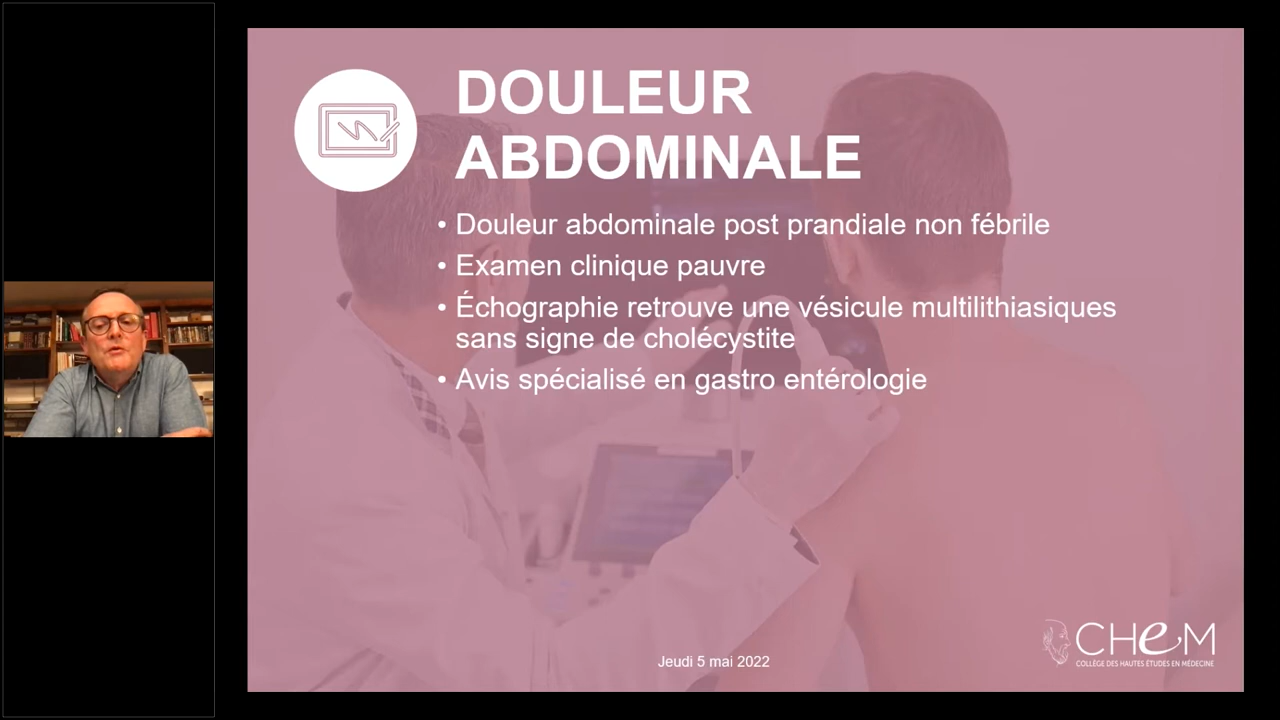 DOULEUR
ABDOMINALE
• Douleur abdominale post prandiale non fébrile
• Examen clinique pauvre
• Échographie retrouve une vésicule multilithiasiques
sans signe de cholécystite
• Avis spécialisé en gastro entérologie
Jeudi 5 mai 2022
CHeM
COLLÈGE DES HAUTES ÉTUDES EN MÉDECINE